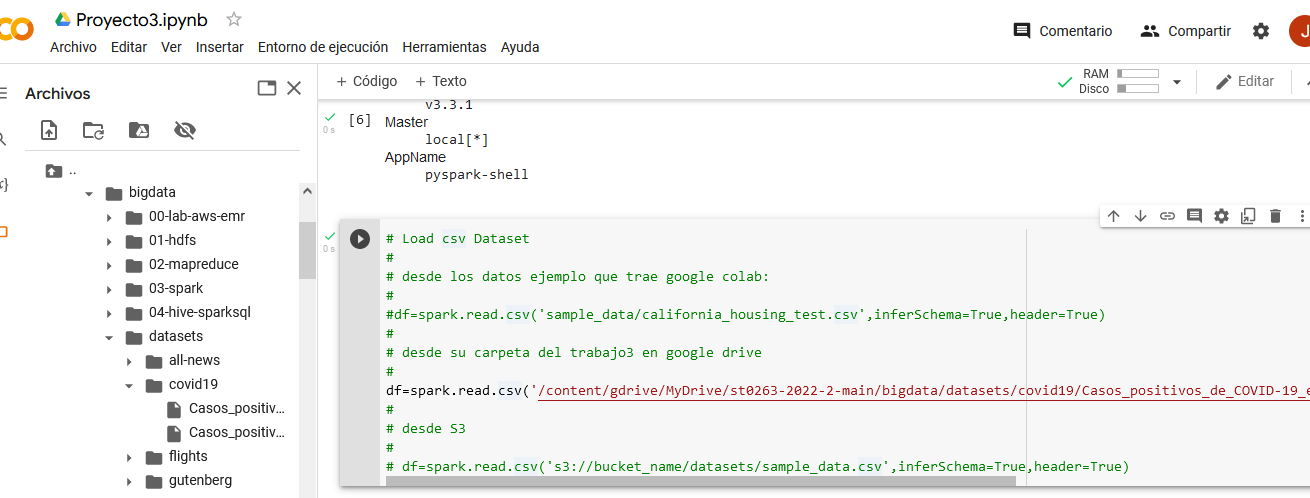 Proyecto3.ipynb
Archivo Editar Ver Insertar Entorno de ejecución Herramientas Ayuda
Comentario Compartir J
Archivos
..
bigdata
00-lab-aws-emr
01-hdfs
02-mapreduce
03-spark
04-hive-sparksql
datasets
all-news
covid19
Casos_positiv...
Casos_positiv...
flights
gutenberg
+ Código + Texto
RAM
Disco
Editar
v3.3.1
0 s
[6] Master
local[*]
AppName
pyspark-shell
0 s
# Load csv Dataset
#
# desde los datos ejemplo que trae google colab:
#
#df=spark.read.csv('sample_data/california_housing_test.csv',inferSchema=True,header=True)
#
# desde su carpeta del trabajo3 en google drive
#
df=spark.read.csv('/content/gdrive/MyDrive/st0263-2022-2-main/bigdata/datasets/covid19/Casos_positivos_de_COVID-19_e
#
# desde S3
#
# df=spark.read.csv('s3://bucket_name/datasets/sample_data.csv',inferSchema=True,header=True)